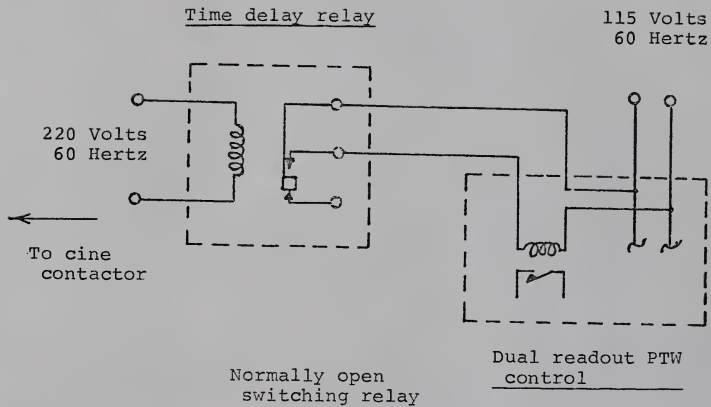 Time delay relay
115 Volts
60 Hertz
220 Volts
60 Hertz
To cine
contactor
Normally open
switching relay
Dual readout PTW
control